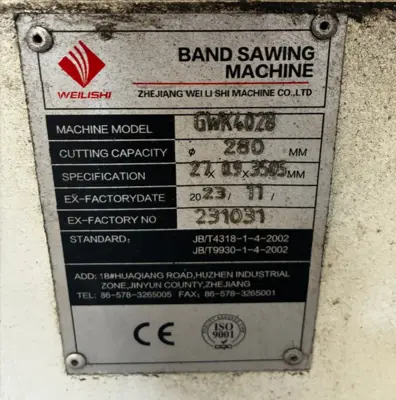 WEILISHI
BAND SAWING
MACHINE
ZHEJIANG WEI LI SHI MACHINE CO.,LTD
MACHINE MODEL GWK4028
CUTTING CAPACITY φ 280 MM
SPECIFICATION 27 x 0.9 x 3505 MM
EX-FACTORYDATE 2023/ 11 /
EX-FACTORY NO 231031
STANDARD: JB/T4318-1-4-2002
JB/T9930-1-4-2002
ADD: 18#HUAQIANG ROAD,HUZHEN INDUSTRIAL
ZONE,JINYUN COUNTY,ZHEJIANG
TEL: 86-578-3265005 FAX: 86-578-3265001
CE
ISO
9001